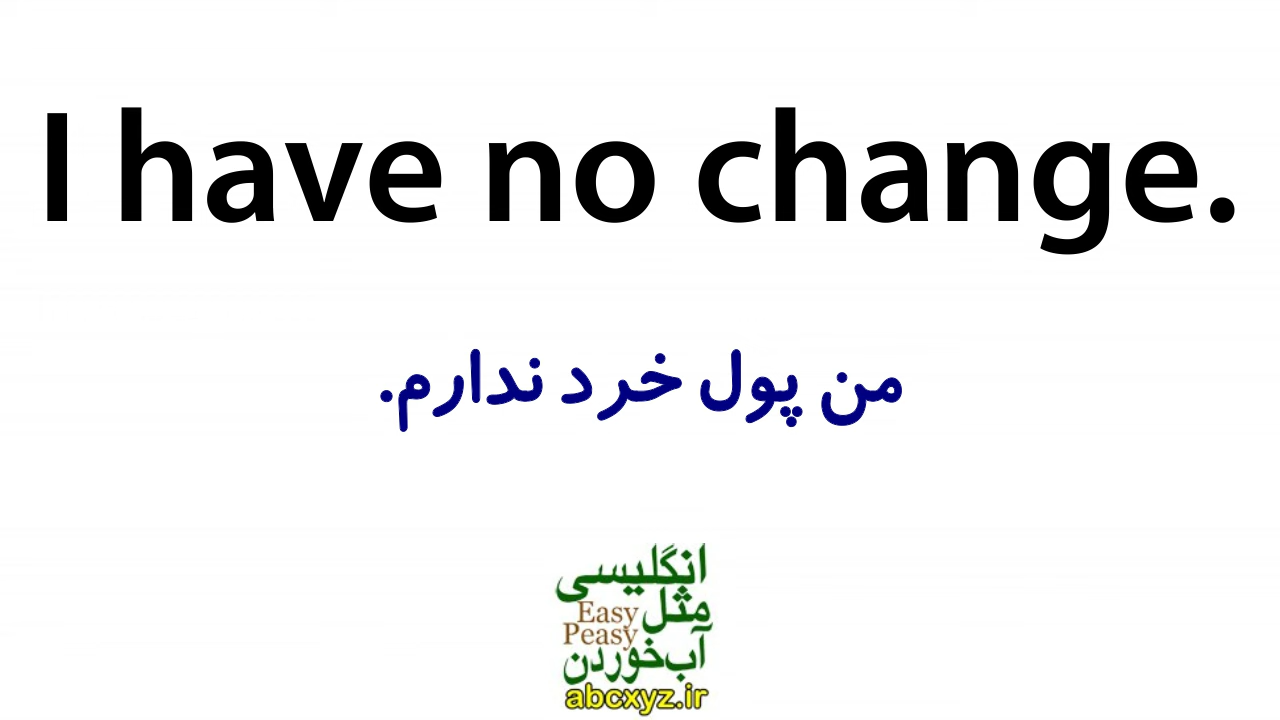 I have no change.
من پول خرد ندارم.
انگلیسی
مثل
Easy
Peasy
آب‌خوردن
abcxyz.ir